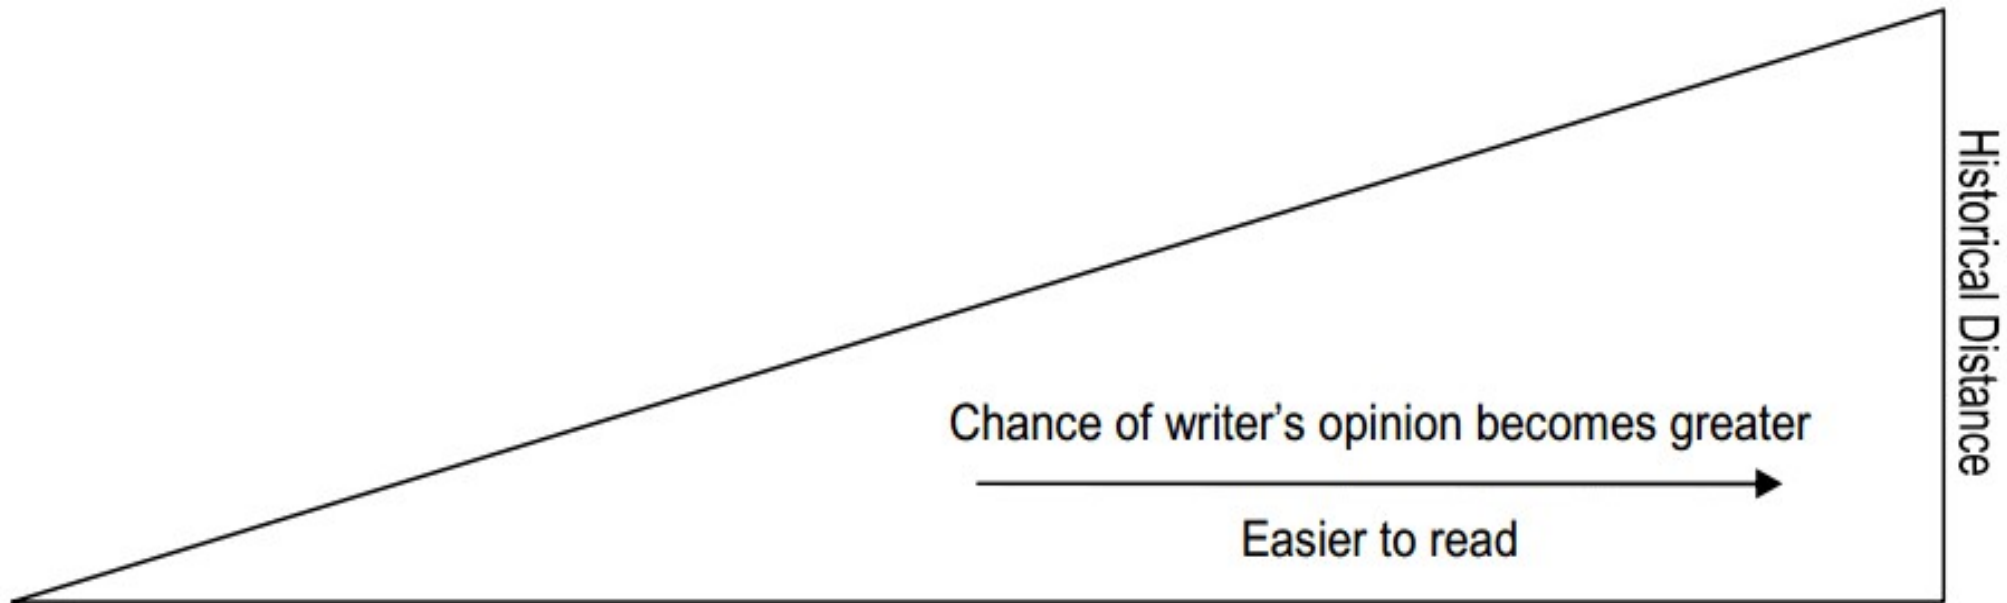 Chance of writer's opinion becomes greater
Easier to read
Historical Distance